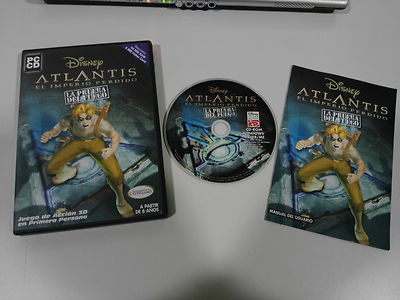 PC
CD
Disney
ATLANTIS
EL IMPERIO PERDIDO
LA PRUEBA
DEL FUEGO
Juego de Acción 3D
en Primera Persona
A PARTIR
DE 8 AÑOS
Disney
ATLANTIS
EL IMPERIO PERDIDO
LA PRUEBA
DEL FUEGO
CD-ROM
WINDOWS
Disney
ATLANTIS
EL IMPERIO PERDIDO
LA PRUEBA
DEL FUEGO
MANUAL DEL USUARIO